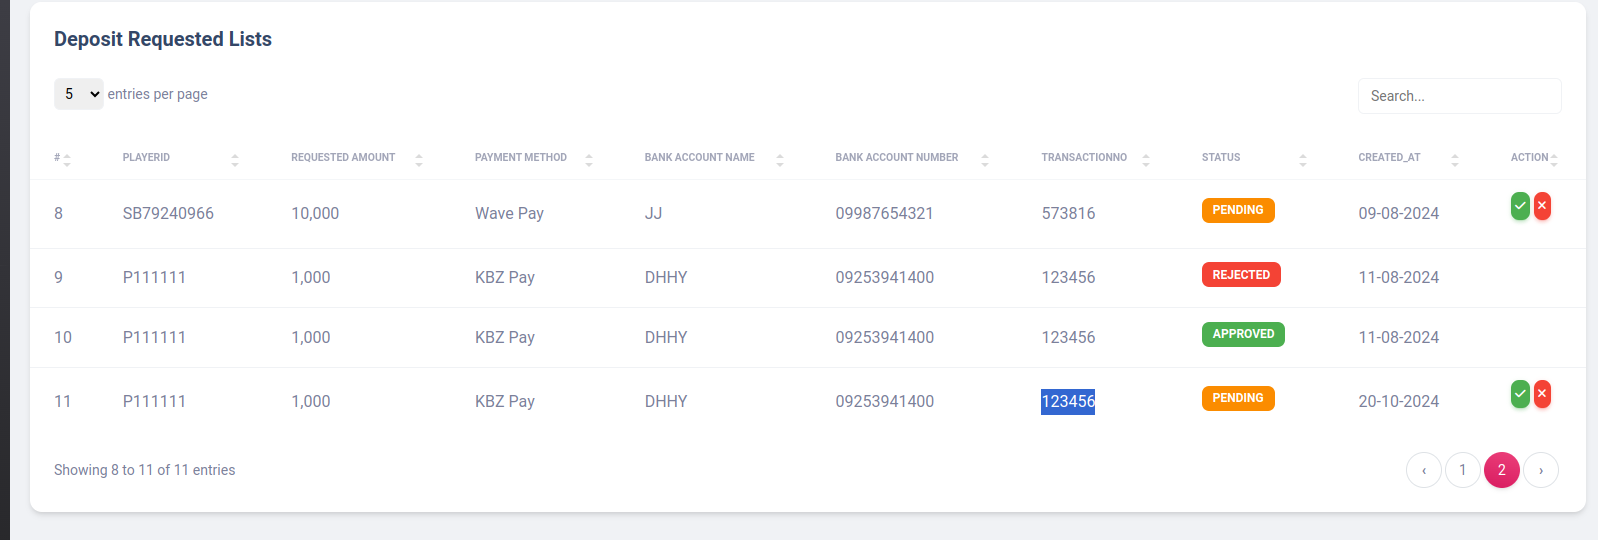 Deposit Requested Lists
5 entries per page
Search...
# PLAYERID REQUESTED AMOUNT PAYMENT METHOD BANK ACCOUNT NAME BANK ACCOUNT NUMBER TRANSACTIONNO STATUS CREATED_AT ACTION
8 SB79240966 10,000 Wave Pay JJ 09987654321 573816 PENDING 09-08-2024
9 P111111 1,000 KBZ Pay DHHY 09253941400 123456 REJECTED 11-08-2024
10 P111111 1,000 KBZ Pay DHHY 09253941400 123456 APPROVED 11-08-2024
11 P111111 1,000 KBZ Pay DHHY 09253941400 123456 PENDING 20-10-2024
Showing 8 to 11 of 11 entries ‹ 1 2 ›